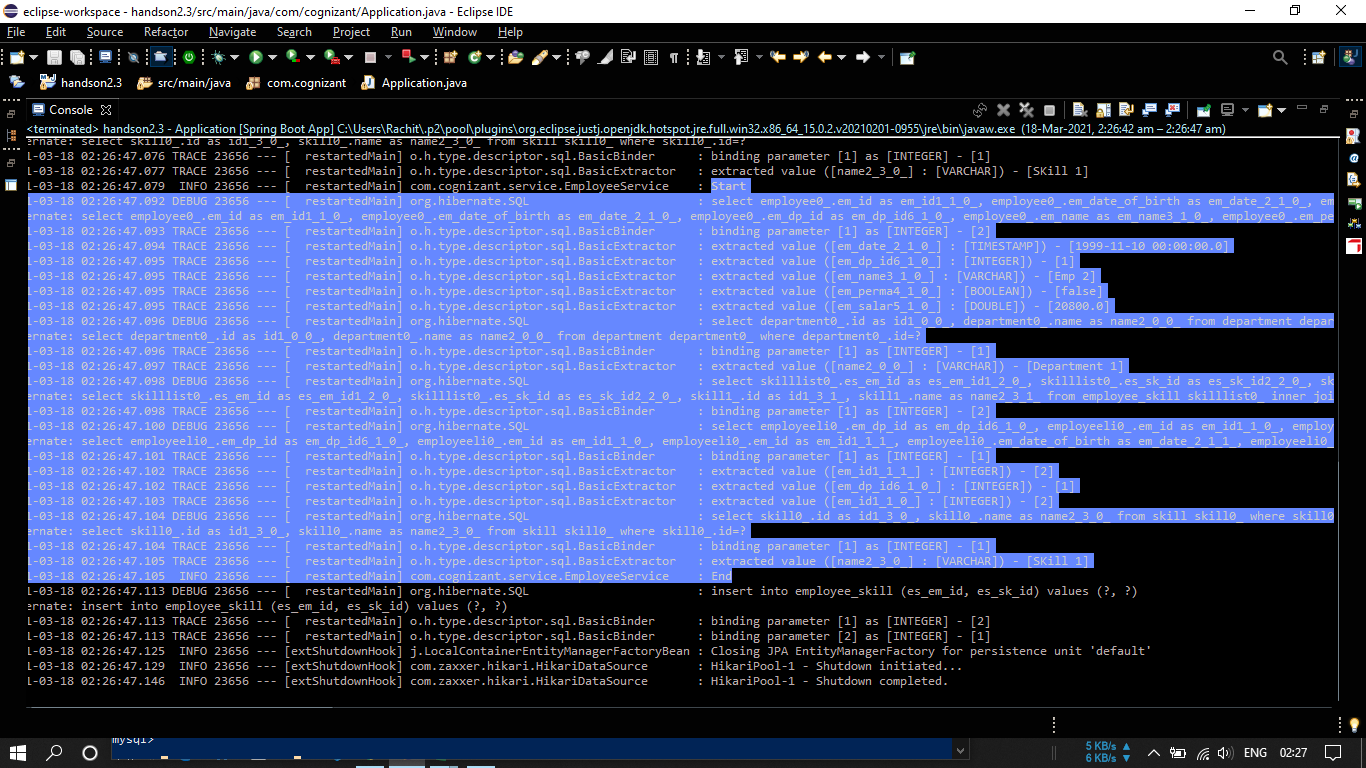 eclipse-workspace - handson2.3/src/main/java/com/cognizant/Application.java - Eclipse IDE
File Edit Source Refactor Navigate Search Project Run Window Help
handson2.3 src/main/java com.cognizant Application.java
Console
<terminated> handson2.3 - Application [Spring Boot App] C:\Users\Rachit\.p2\pool\plugins\org.eclipse.justj.openjdk.hotspot.jre.full.win32.x86_64_15.0.2.v20210201-0955\jre\bin\javaw.exe (18-Mar-2021, 2:26:42 am – 2:26:47 am)
ernate: select skill0_.id as id1_3_0_, skill0_.name as name2_3_0_ from skill skill0_ where skill0_.id=?
1-03-18 02:26:47.076 TRACE 23656 --- [  restartedMain] o.h.type.descriptor.sql.BasicBinder      : binding parameter [1] as [INTEGER] - [1]
1-03-18 02:26:47.077 TRACE 23656 --- [  restartedMain] o.h.type.descriptor.sql.BasicExtractor   : extracted value ([name2_3_0_] : [VARCHAR]) - [SKill 1]
1-03-18 02:26:47.079  INFO 23656 --- [  restartedMain] com.cognizant.service.EmployeeService    : Start
1-03-18 02:26:47.092 DEBUG 23656 --- [  restartedMain] org.hibernate.SQL                        : select employee0_.em_id as em_id1_1_0_, employee0_.em_date_of_birth as em_date_2_1_0_, em
ernate: select employee0_.em_id as em_id1_1_0_, employee0_.em_date_of_birth as em_date_2_1_0_, employee0_.em_dp_id as em_dp_id6_1_0_, employee0_.em_name as em_name3_1_0_, employee0_.em_pe
1-03-18 02:26:47.093 TRACE 23656 --- [  restartedMain] o.h.type.descriptor.sql.BasicBinder      : binding parameter [1] as [INTEGER] - [2]
1-03-18 02:26:47.094 TRACE 23656 --- [  restartedMain] o.h.type.descriptor.sql.BasicExtractor   : extracted value ([em_date_2_1_0_] : [TIMESTAMP]) - [1999-11-10 00:00:00.0]
1-03-18 02:26:47.095 TRACE 23656 --- [  restartedMain] o.h.type.descriptor.sql.BasicExtractor   : extracted value ([em_dp_id6_1_0_] : [INTEGER]) - [1]
1-03-18 02:26:47.095 TRACE 23656 --- [  restartedMain] o.h.type.descriptor.sql.BasicExtractor   : extracted value ([em_name3_1_0_] : [VARCHAR]) - [Emp 2]
1-03-18 02:26:47.095 TRACE 23656 --- [  restartedMain] o.h.type.descriptor.sql.BasicExtractor   : extracted value ([em_perma4_1_0_] : [BOOLEAN]) - [false]
1-03-18 02:26:47.095 TRACE 23656 --- [  restartedMain] o.h.type.descriptor.sql.BasicExtractor   : extracted value ([em_salar5_1_0_] : [DOUBLE]) - [20800.0]
1-03-18 02:26:47.096 DEBUG 23656 --- [  restartedMain] org.hibernate.SQL                        : select department0_.id as id1_0_0_, department0_.name as name2_0_0_ from department depar
ernate: select department0_.id as id1_0_0_, department0_.name as name2_0_0_ from department department0_ where department0_.id=?
1-03-18 02:26:47.096 TRACE 23656 --- [  restartedMain] o.h.type.descriptor.sql.BasicBinder      : binding parameter [1] as [INTEGER] - [1]
1-03-18 02:26:47.097 TRACE 23656 --- [  restartedMain] o.h.type.descriptor.sql.BasicExtractor   : extracted value ([name2_0_0_] : [VARCHAR]) - [Department 1]
1-03-18 02:26:47.098 DEBUG 23656 --- [  restartedMain] org.hibernate.SQL                        : select skilllist0_.es_em_id as es_em_id1_2_0_, skilllist0_.es_sk_id as es_sk_id2_2_0_, sk
ernate: select skilllist0_.es_em_id as es_em_id1_2_0_, skilllist0_.es_sk_id as es_sk_id2_2_0_, skill1_.id as id1_3_1_, skill1_.name as name2_3_1_ from employee_skill skilllist0_ inner joi
1-03-18 02:26:47.098 TRACE 23656 --- [  restartedMain] o.h.type.descriptor.sql.BasicBinder      : binding parameter [1] as [INTEGER] - [2]
1-03-18 02:26:47.100 DEBUG 23656 --- [  restartedMain] org.hibernate.SQL                        : select employeeli0_.em_dp_id as em_dp_id6_1_0_, employeeli0_.em_id as em_id1_1_0_, employ
ernate: select employeeli0_.em_dp_id as em_dp_id6_1_0_, employeeli0_.em_id as em_id1_1_0_, employeeli0_.em_id as em_id1_1_1_, employeeli0_.em_date_of_birth as em_date_2_1_1_, employeeli0_
1-03-18 02:26:47.101 TRACE 23656 --- [  restartedMain] o.h.type.descriptor.sql.BasicBinder      : binding parameter [1] as [INTEGER] - [1]
1-03-18 02:26:47.102 TRACE 23656 --- [  restartedMain] o.h.type.descriptor.sql.BasicExtractor   : extracted value ([em_id1_1_1_] : [INTEGER]) - [2]
1-03-18 02:26:47.102 TRACE 23656 --- [  restartedMain] o.h.type.descriptor.sql.BasicExtractor   : extracted value ([em_dp_id6_1_0_] : [INTEGER]) - [1]
1-03-18 02:26:47.103 TRACE 23656 --- [  restartedMain] o.h.type.descriptor.sql.BasicExtractor   : extracted value ([em_id1_1_0_] : [INTEGER]) - [2]
1-03-18 02:26:47.104 DEBUG 23656 --- [  restartedMain] org.hibernate.SQL                        : select skill0_.id as id1_3_0_, skill0_.name as name2_3_0_ from skill skill0_ where skill0
ernate: select skill0_.id as id1_3_0_, skill0_.name as name2_3_0_ from skill skill0_ where skill0_.id=?
1-03-18 02:26:47.104 TRACE 23656 --- [  restartedMain] o.h.type.descriptor.sql.BasicBinder      : binding parameter [1] as [INTEGER] - [1]
1-03-18 02:26:47.105 TRACE 23656 --- [  restartedMain] o.h.type.descriptor.sql.BasicExtractor   : extracted value ([name2_3_0_] : [VARCHAR]) - [SKill 1]
1-03-18 02:26:47.105  INFO 23656 --- [  restartedMain] com.cognizant.service.EmployeeService    : End
1-03-18 02:26:47.113 DEBUG 23656 --- [  restartedMain] org.hibernate.SQL                        : insert into employee_skill (es_em_id, es_sk_id) values (?, ?)
ernate: insert into employee_skill (es_em_id, es_sk_id) values (?, ?)
1-03-18 02:26:47.113 TRACE 23656 --- [  restartedMain] o.h.type.descriptor.sql.BasicBinder      : binding parameter [1] as [INTEGER] - [2]
1-03-18 02:26:47.113 TRACE 23656 --- [  restartedMain] o.h.type.descriptor.sql.BasicBinder      : binding parameter [2] as [INTEGER] - [1]
1-03-18 02:26:47.125  INFO 23656 --- [extShutdownHook] j.LocalContainerEntityManagerFactoryBean : Closing JPA EntityManagerFactory for persistence unit 'default'
1-03-18 02:26:47.129  INFO 23656 --- [extShutdownHook] com.zaxxer.hikari.HikariDataSource       : HikariPool-1 - Shutdown initiated...
1-03-18 02:26:47.146  INFO 23656 --- [extShutdownHook] com.zaxxer.hikari.HikariDataSource       : HikariPool-1 - Shutdown completed.
mysql>
5 KB/s
6 KB/s
ENG 02:27